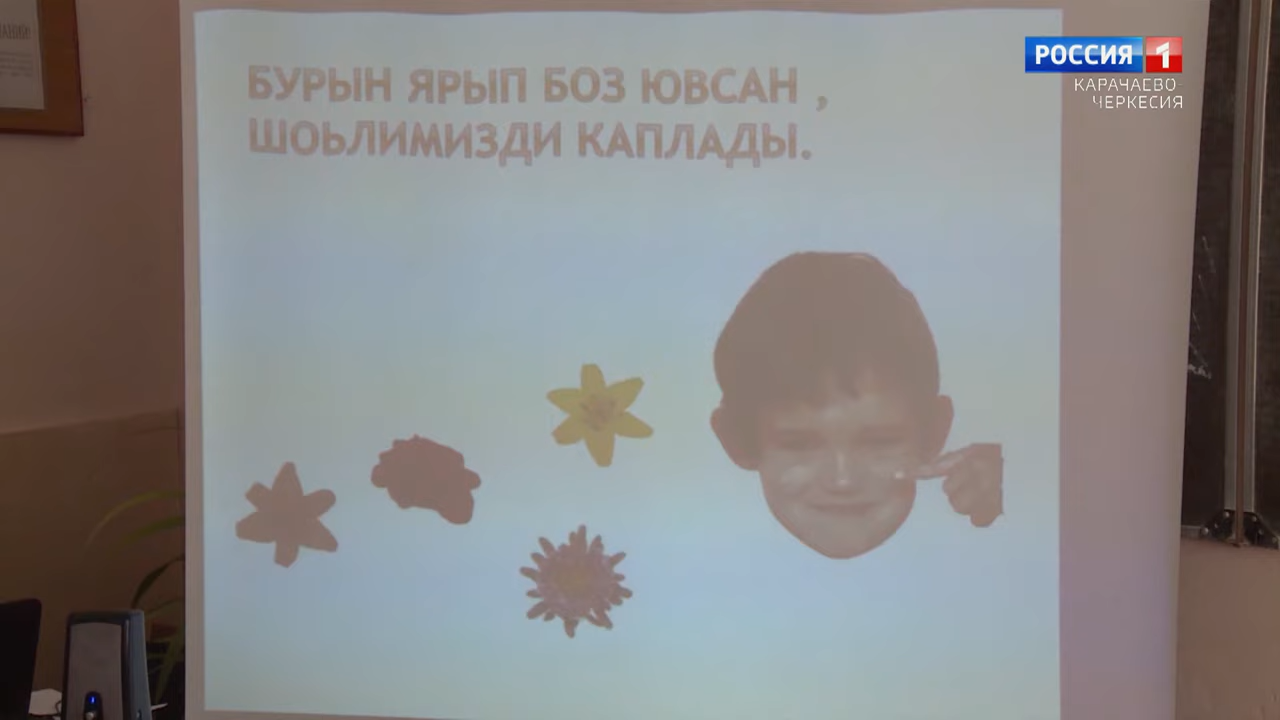 БУРЫН ЯРЫП БОЗ ЮВСАН ,
ШОЬЛИМИЗДИ КАПЛАДЫ.
РОССИЯ 1
КАРАЧАЕВО-
ЧЕРКЕСИЯ